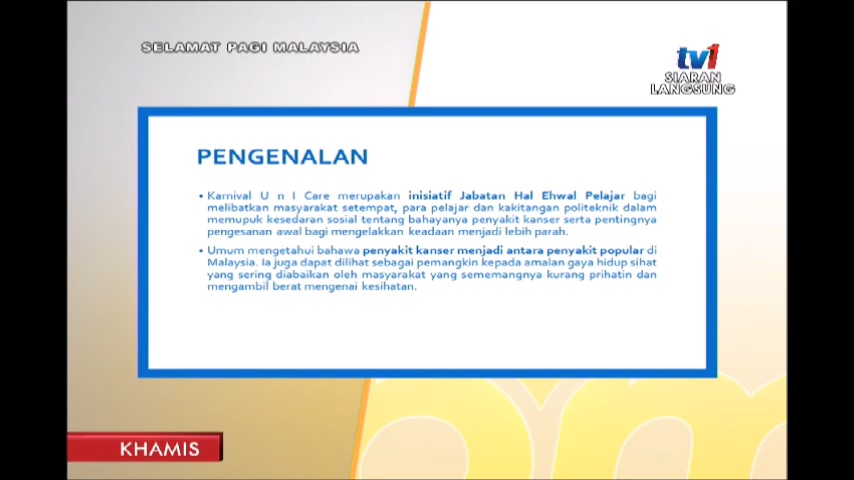 SELAMAT PAGI MALAYSIA
tv1
SIARAN
LANGSUNG
PENGENALAN
• Karnival U n I Care merupakan inisiatif Jabatan Hal Ehwal Pelajar bagi
melibatkan masyarakat setempat, para pelajar dan kakitangan politeknik dalam
memupuk kesedaran sosial tentang bahayanya penyakit kanser serta pentingnya
pengesanan awal bagi mengelakkan keadaan menjadi lebih parah.
• Umum mengetahui bahawa penyakit kanser menjadi antara penyakit popular di
Malaysia. Ia juga dapat dilihat sebagai pemangkin kepada amalan gaya hidup sihat
yang sering diabaikan oleh masyarakat yang sememangnya kurang prihatin dan
mengambil berat mengenai kesihatan.
KHAMIS